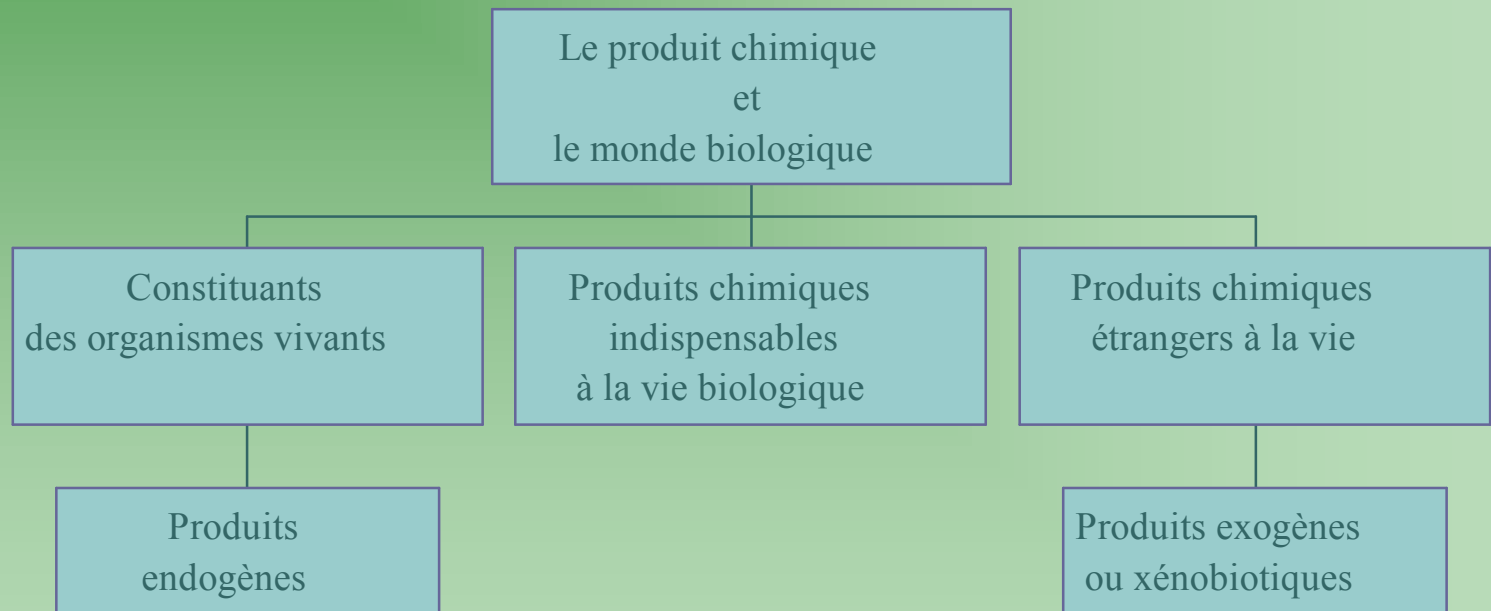 Le produit chimique
et
le monde biologique
Constituants
des organismes vivants
Produits chimiques
indispensables
à la vie biologique
Produits chimiques
étrangers à la vie
Produits
endogènes
Produits exogènes
ou xénobiotiques